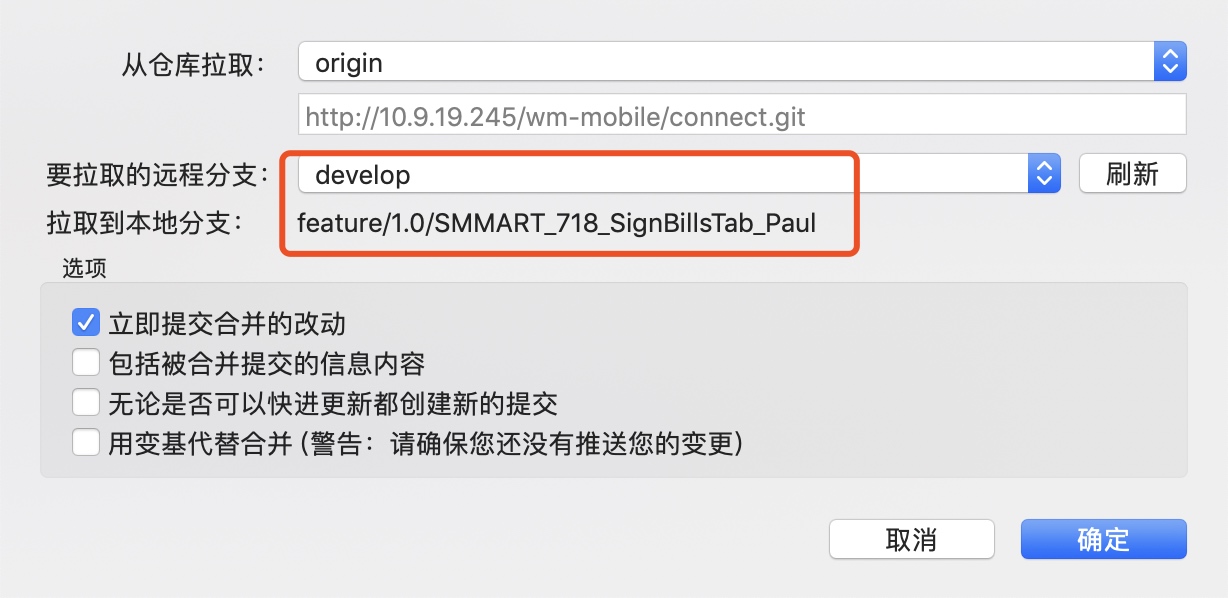 从仓库拉取： origin
http://10.9.19.245/wm-mobile/connect.git
要拉取的远程分支： develop 刷新
拉取到本地分支： feature/1.0/SMMART_718_SignBillsTab_Paul
选项
立即提交合并的改动
包括被合并提交的信息内容
无论是否可以快进更新都创建新的提交
用变基代替合并（警告：请确保您还没有推送您的变更）
取消 确定